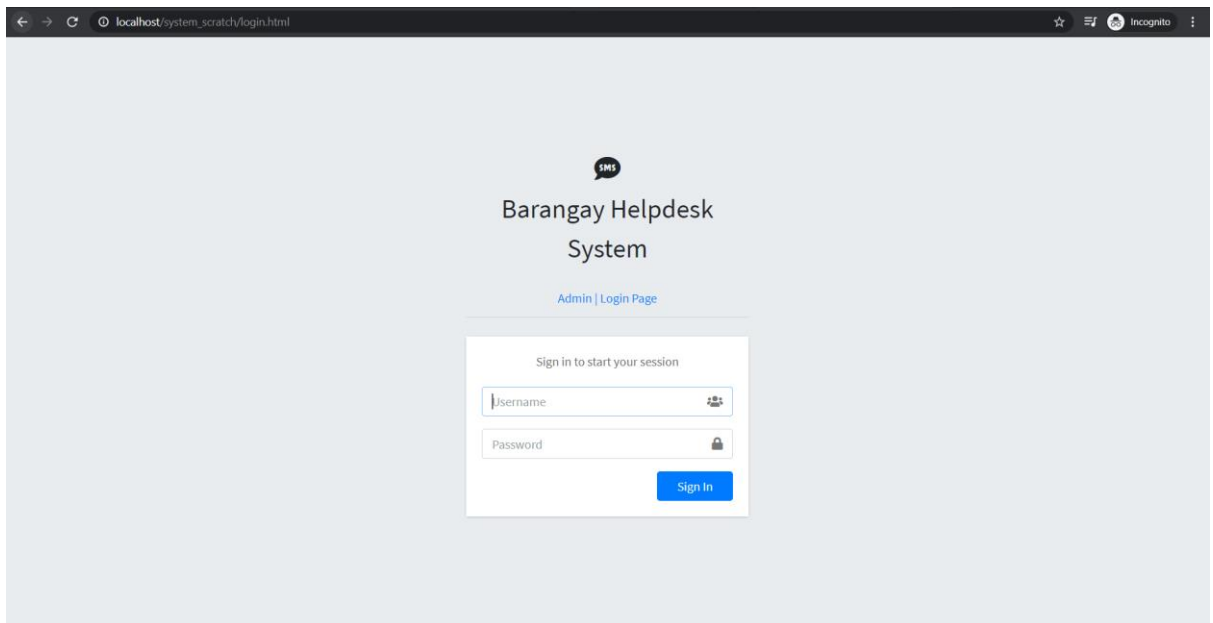 localhost/system_scratch/login.html
Incognito
SMS
Barangay Helpdesk
System
Admin | Login Page
Sign in to start your session
Username
Password
Sign In